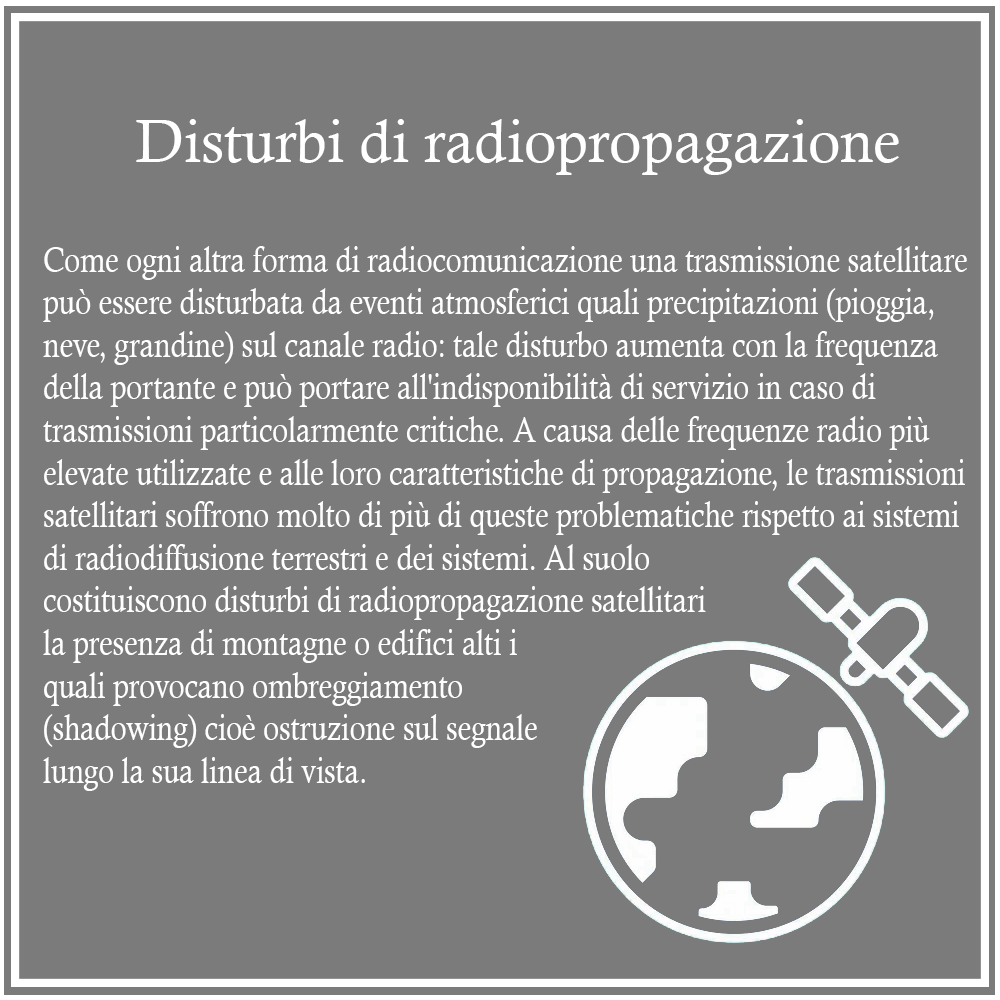 Disturbi di radiopropagazione
Come ogni altra forma di radiocomunicazione una trasmissione satellitare
può essere disturbata da eventi atmosferici quali precipitazioni (pioggia,
neve, grandine) sul canale radio: tale disturbo aumenta con la frequenza
della portante e può portare all'indisponibilità di servizio in caso di
trasmissioni particolarmente critiche. A causa delle frequenze radio più
elevate utilizzate e alle loro caratteristiche di propagazione, le trasmissioni
satellitari soffrono molto di più di queste problematiche rispetto ai sistemi
di radiodiffusione terrestri e dei sistemi. Al suolo
costituiscono disturbi di radiopropagazione satellitari
la presenza di montagne o edifici alti i
quali provocano ombreggiamento
(shadowing) cioè ostruzione sul segnale
lungo la sua linea di vista.